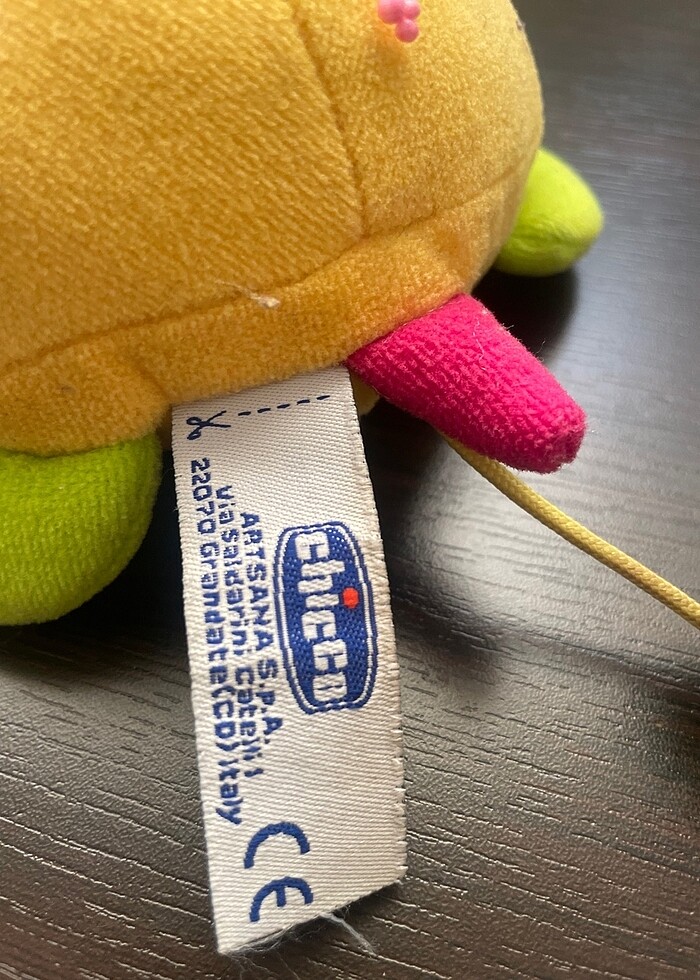 chicco
ARTSANA S.P.A.
Via Saldarini Catelli 1
22070 Grandate(CO)Italy
CE